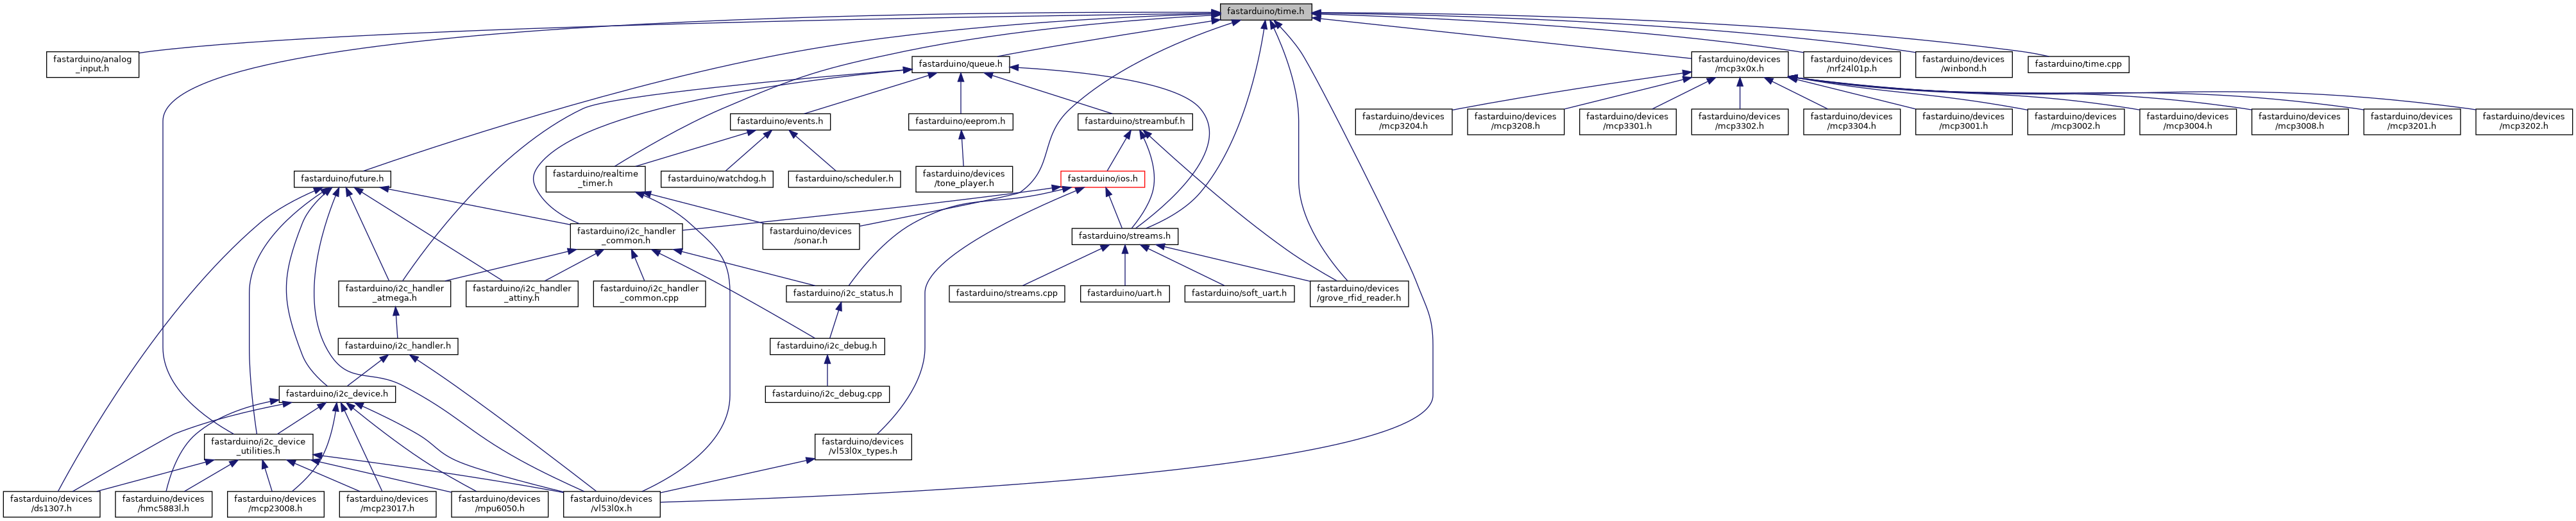 fastarduino/time.h
fastarduino/analog
_input.h
fastarduino/queue.h
fastarduino/devices
/mcp3x0x.h
fastarduino/devices
/nrf24l01p.h
fastarduino/devices
/winbond.h
fastarduino/time.cpp
fastarduino/events.h
fastarduino/eeprom.h
fastarduino/streambuf.h
fastarduino/devices
/mcp3204.h
fastarduino/devices
/mcp3208.h
fastarduino/devices
/mcp3301.h
fastarduino/devices
/mcp3302.h
fastarduino/devices
/mcp3304.h
fastarduino/devices
/mcp3001.h
fastarduino/devices
/mcp3002.h
fastarduino/devices
/mcp3004.h
fastarduino/devices
/mcp3008.h
fastarduino/devices
/mcp3201.h
fastarduino/devices
/mcp3202.h
fastarduino/future.h
fastarduino/realtime
_timer.h
fastarduino/watchdog.h
fastarduino/scheduler.h
fastarduino/devices
/tone_player.h
fastarduino/ios.h
fastarduino/i2c_handler
_common.h
fastarduino/devices
/sonar.h
fastarduino/streams.h
fastarduino/i2c_handler
_atmega.h
fastarduino/i2c_handler
_attiny.h
fastarduino/i2c_handler
_common.cpp
fastarduino/i2c_status.h
fastarduino/streams.cpp
fastarduino/uart.h
fastarduino/soft_uart.h
fastarduino/devices
/grove_rfid_reader.h
fastarduino/i2c_handler.h
fastarduino/i2c_debug.h
fastarduino/i2c_device.h
fastarduino/i2c_debug.cpp
fastarduino/i2c_device
_utilities.h
fastarduino/devices
/vl53l0x_types.h
fastarduino/devices
/ds1307.h
fastarduino/devices
/hmc5883l.h
fastarduino/devices
/mcp23008.h
fastarduino/devices
/mcp23017.h
fastarduino/devices
/mpu6050.h
fastarduino/devices
/vl53l0x.h